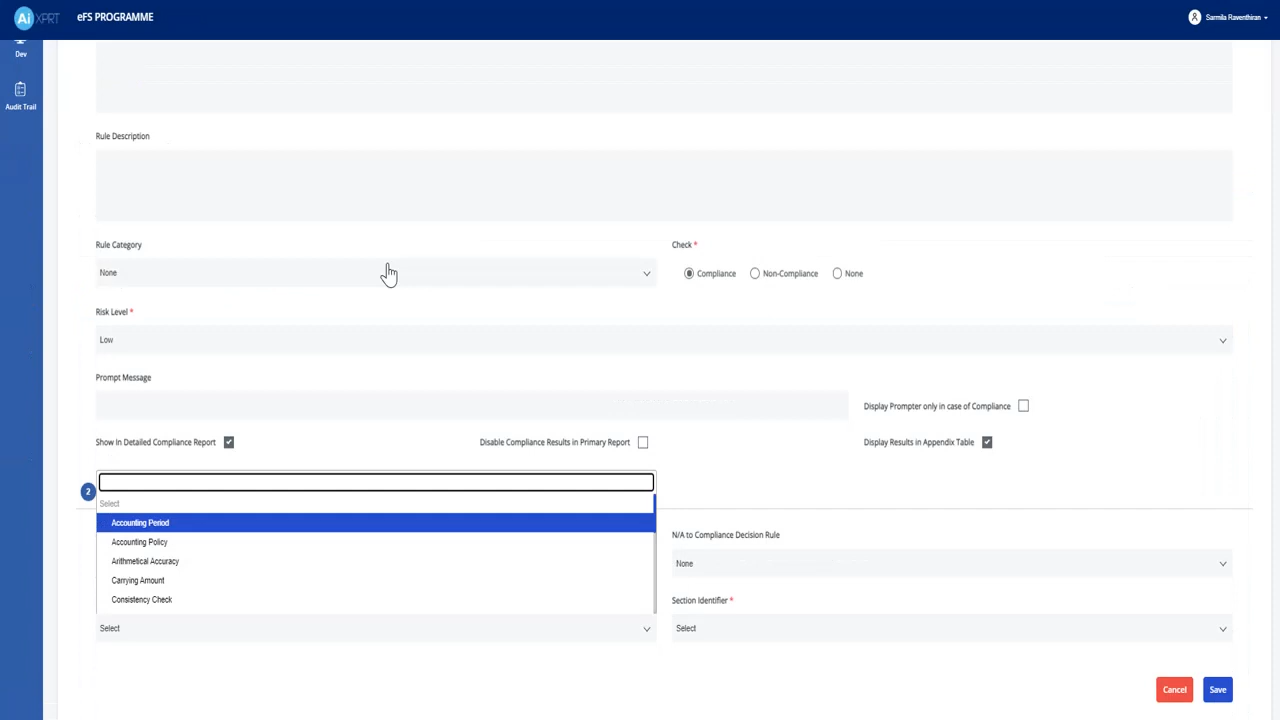 AiXPRT
eFS PROGRAMME
Sarmila Raventhiran
Dev
Audit Trail
Rule Description
Rule Category
Check *
None
Compliance
Non-Compliance
None
Risk Level *
Low
Prompt Message
Display Prompter only in case of Compliance
Show In Detailed Compliance Report
Disable Compliance Results in Primary Report
Display Results in Appendix Table
2
Select
Accounting Period
Accounting Policy
Arithmetical Accuracy
Carrying Amount
Consistency Check
N/A to Compliance Decision Rule
None
Section Identifier *
Select
Select
Cancel
Save